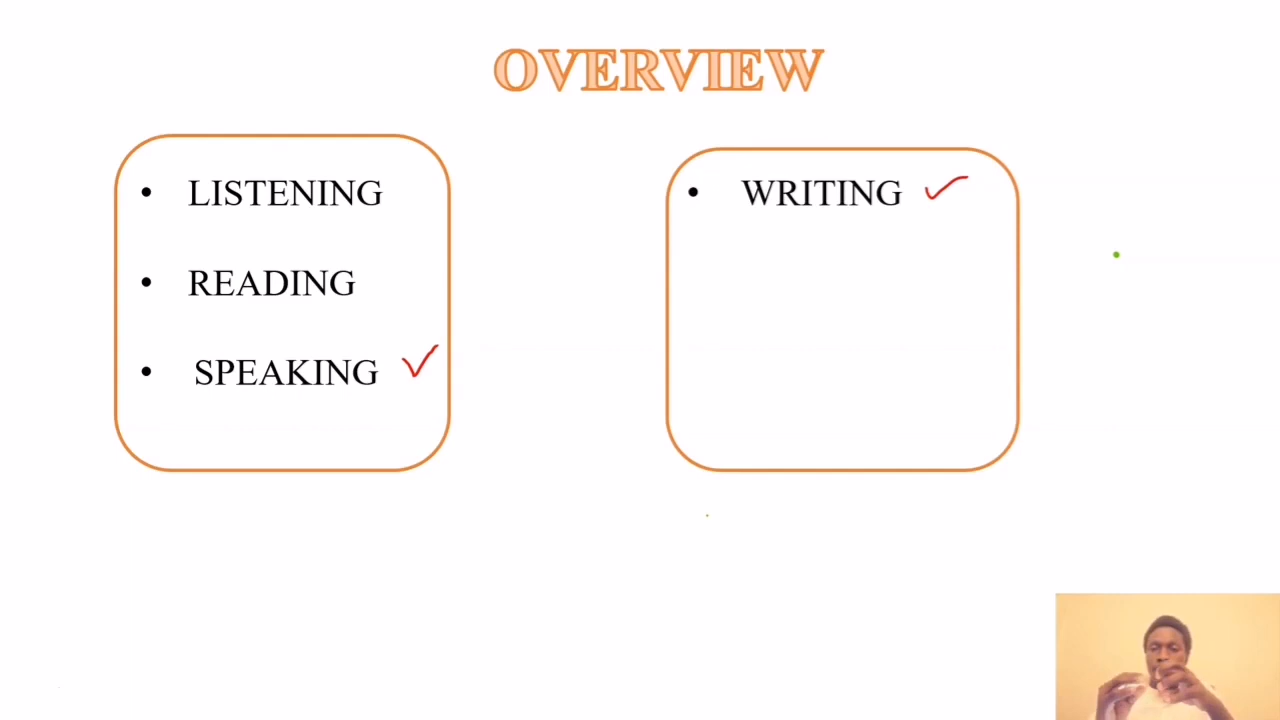 OVERVIEW
• LISTENING
• READING
• SPEAKING
• WRITING